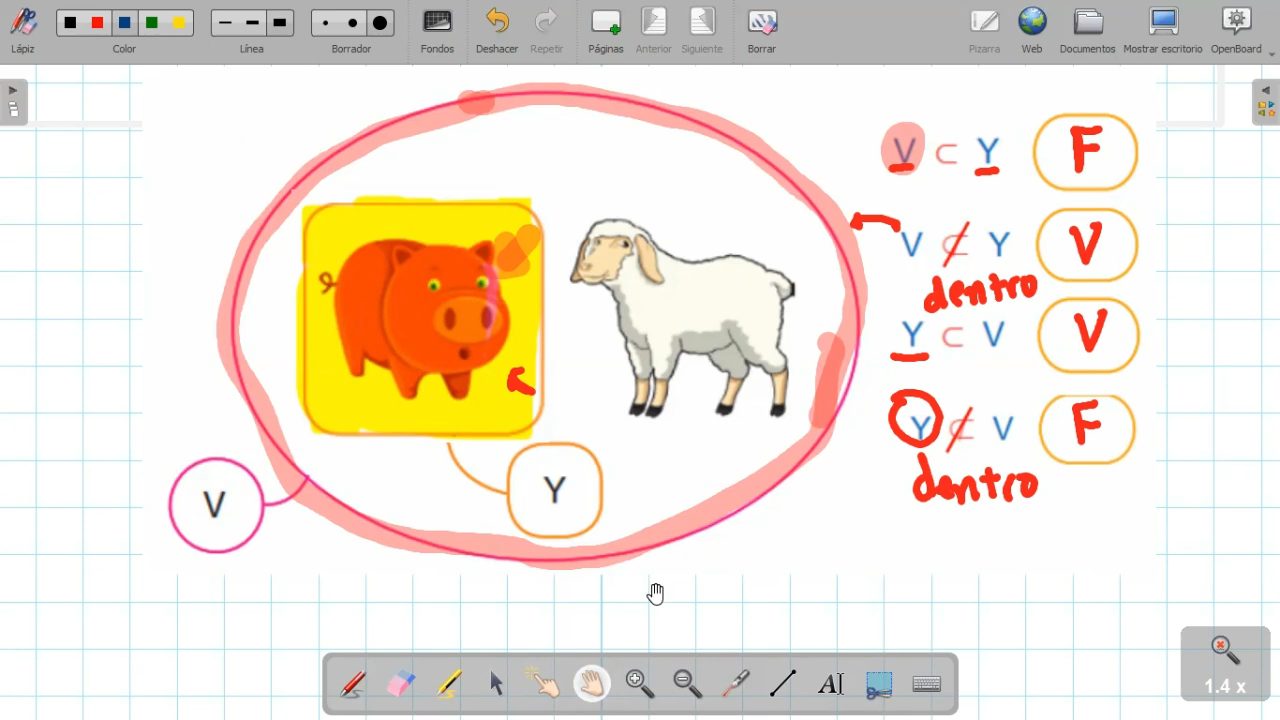 Lápiz Color Línea Borrador Fondos Deshacer Repetir Páginas Anterior Siguiente Borrar Pizarra Web Documentos Mostrar escritorio OpenBoard
V ⊂ Y F
V ⊄ Y V
dentro
Y ⊂ V V
Y ⊄ V F
dentro
V
Y
AI
1.4 x